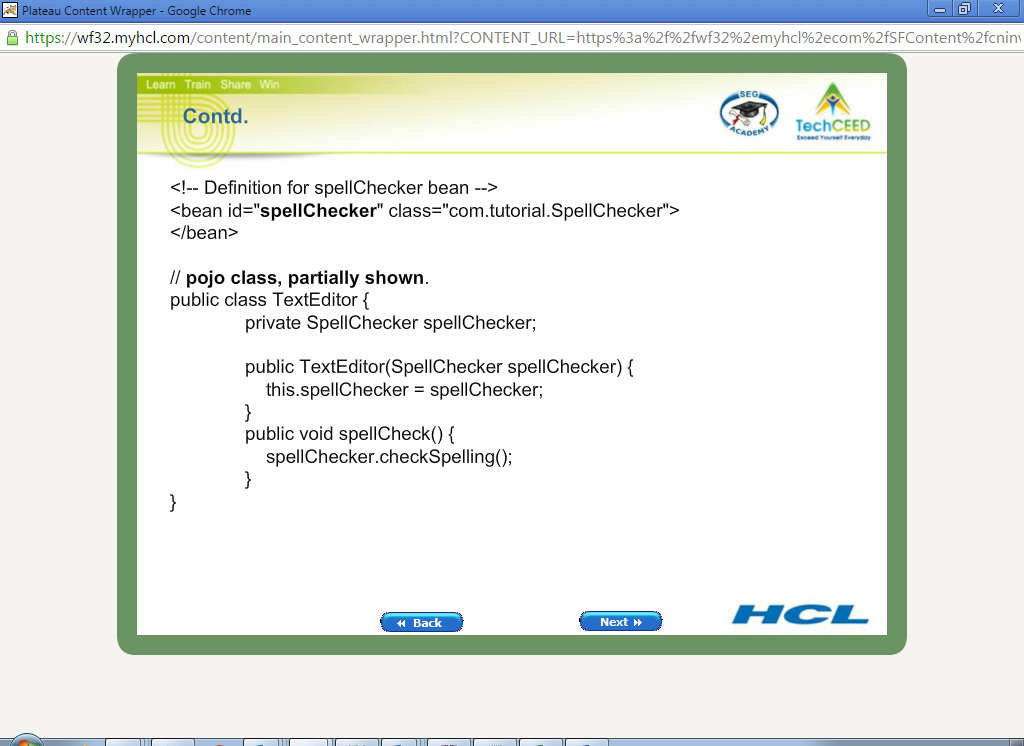 Plateau Content Wrapper - Google Chrome
https://wf32.myhcl.com/content/main_content_wrapper.html?CONTENT_URL=https%3a%2f%2fwf32%2emyhcl%2ecom%2fSFContent%2fcninv
Learn Train Share Win
Contd.
SEG
ACADEMY
TechCEED
Exceed Yourself Everyday
<!-- Definition for spellChecker bean -->
<bean id="spellChecker" class="com.tutorial.SpellChecker">
</bean>
// pojo class, partially shown.
public class TextEditor {
private SpellChecker spellChecker;
public TextEditor(SpellChecker spellChecker) {
this.spellChecker = spellChecker;
}
public void spellCheck() {
spellChecker.checkSpelling();
}
}
Back
Next
HCL